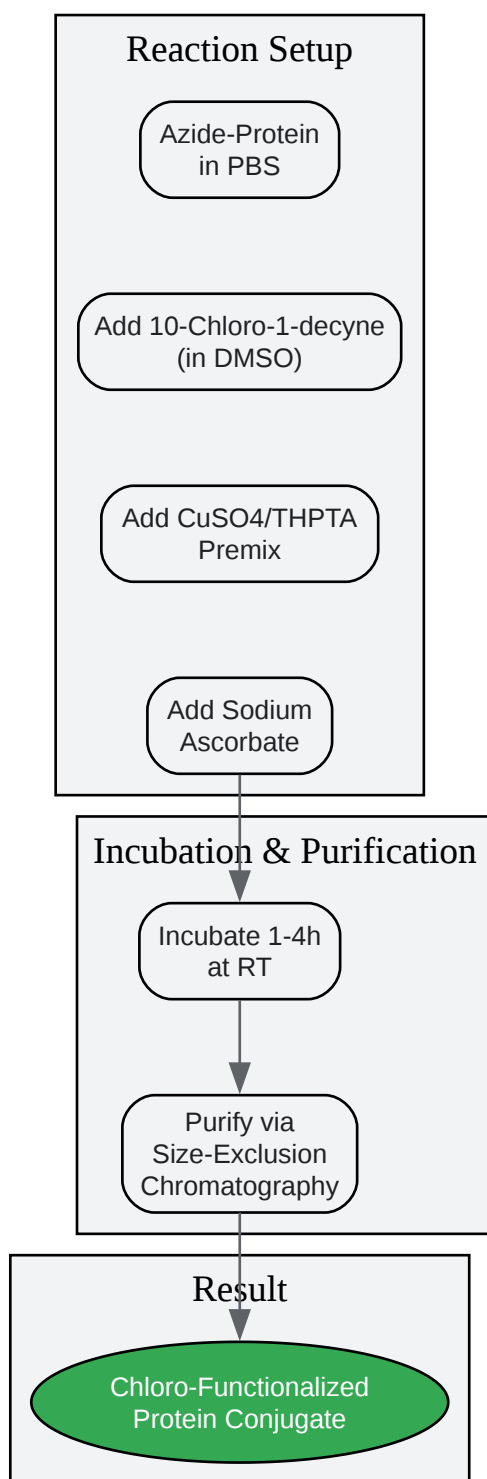 Reaction Setup
Azide-Protein
in PBS
Add 10-Chloro-1-decyne
(in DMSO)
Add CuSO4/THPTA
Premix
Add Sodium
Ascorbate
Incubation & Purification
Incubate 1-4h
at RT
Purify via
Size-Exclusion
Chromatography
Result
Chloro-Functionalized
Protein Conjugate